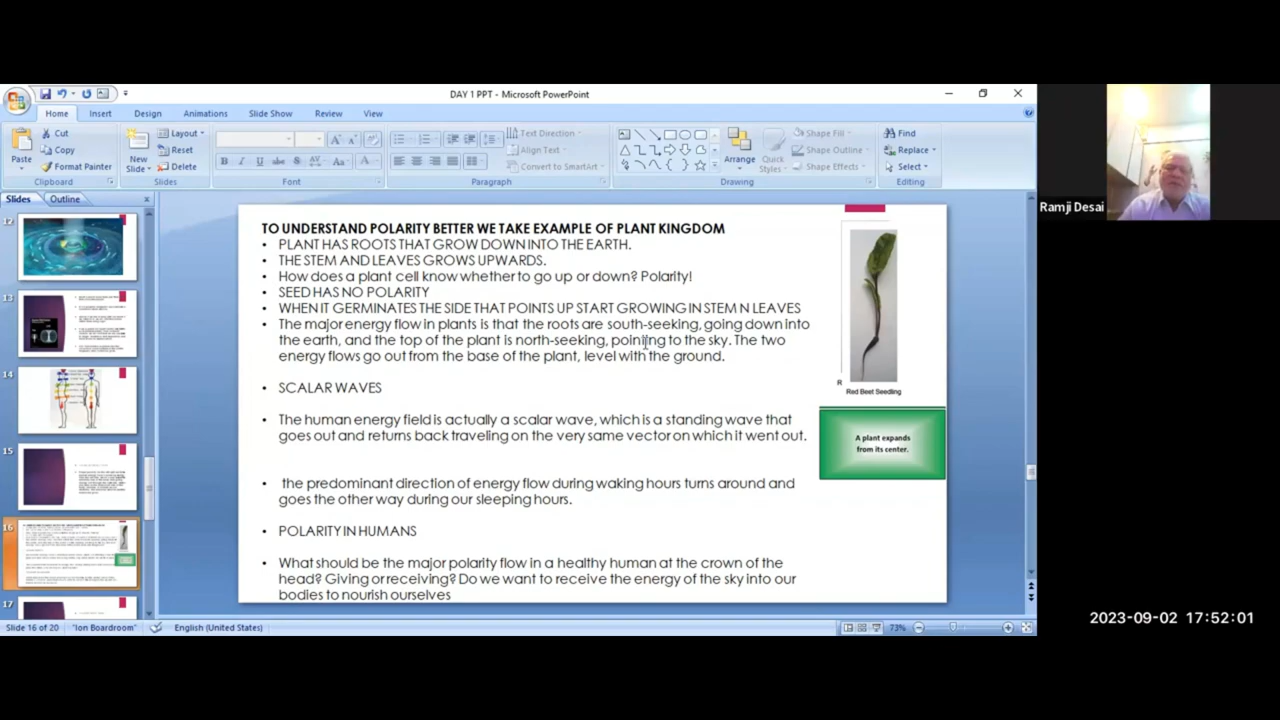 DAY 1 PPT - Microsoft PowerPoint
Home Insert Design Animations Slide Show Review View
Cut
Copy
Format Painter
Paste
Clipboard
New
Slide
Layout
Reset
Delete
Slides
Font
Text Direction
Align Text
Convert to SmartArt
Paragraph
Arrange
Quick
Styles
Shape Fill
Shape Outline
Shape Effects
Drawing
Find
Replace
Select
Editing
Slides Outline
12
13
14
15
16
17
TO UNDERSTAND POLARITY BETTER WE TAKE EXAMPLE OF PLANT KINGDOM
• PLANT HAS ROOTS THAT GROW DOWN INTO THE EARTH.
• THE STEM AND LEAVES GROWS UPWARDS.
• How does a plant cell know whether to go up or down? Polarity!
• SEED HAS NO POLARITY
• WHEN IT GERMINATES THE SIDE THAT POINTS UP START GROWING IN STEM N LEAVES
• The major energy flow in plants is that the roots are south-seeking, going down into
the earth, and the top of the plant is north-seeking, pointing to the sky. The two
energy flows go out from the base of the plant, level with the ground.
• SCALAR WAVES
• The human energy field is actually a scalar wave, which is a standing wave that
goes out and returns back traveling on the very same vector on which it went out.
• the predominant direction of energy flow during waking hours turns around and
goes the other way during our sleeping hours.
• POLARITY IN HUMANS
• What should be the major polarity flow in a healthy human at the crown of the
head? Giving or receiving? Do we want to receive the energy of the sky into our
bodies to nourish ourselves
R
Red Beet Seedling
A plant expands
from its center.
Slide 16 of 20 "Ion Boardroom" English (United States) 73%
Ramji Desai
2023-09-02 17:52:01